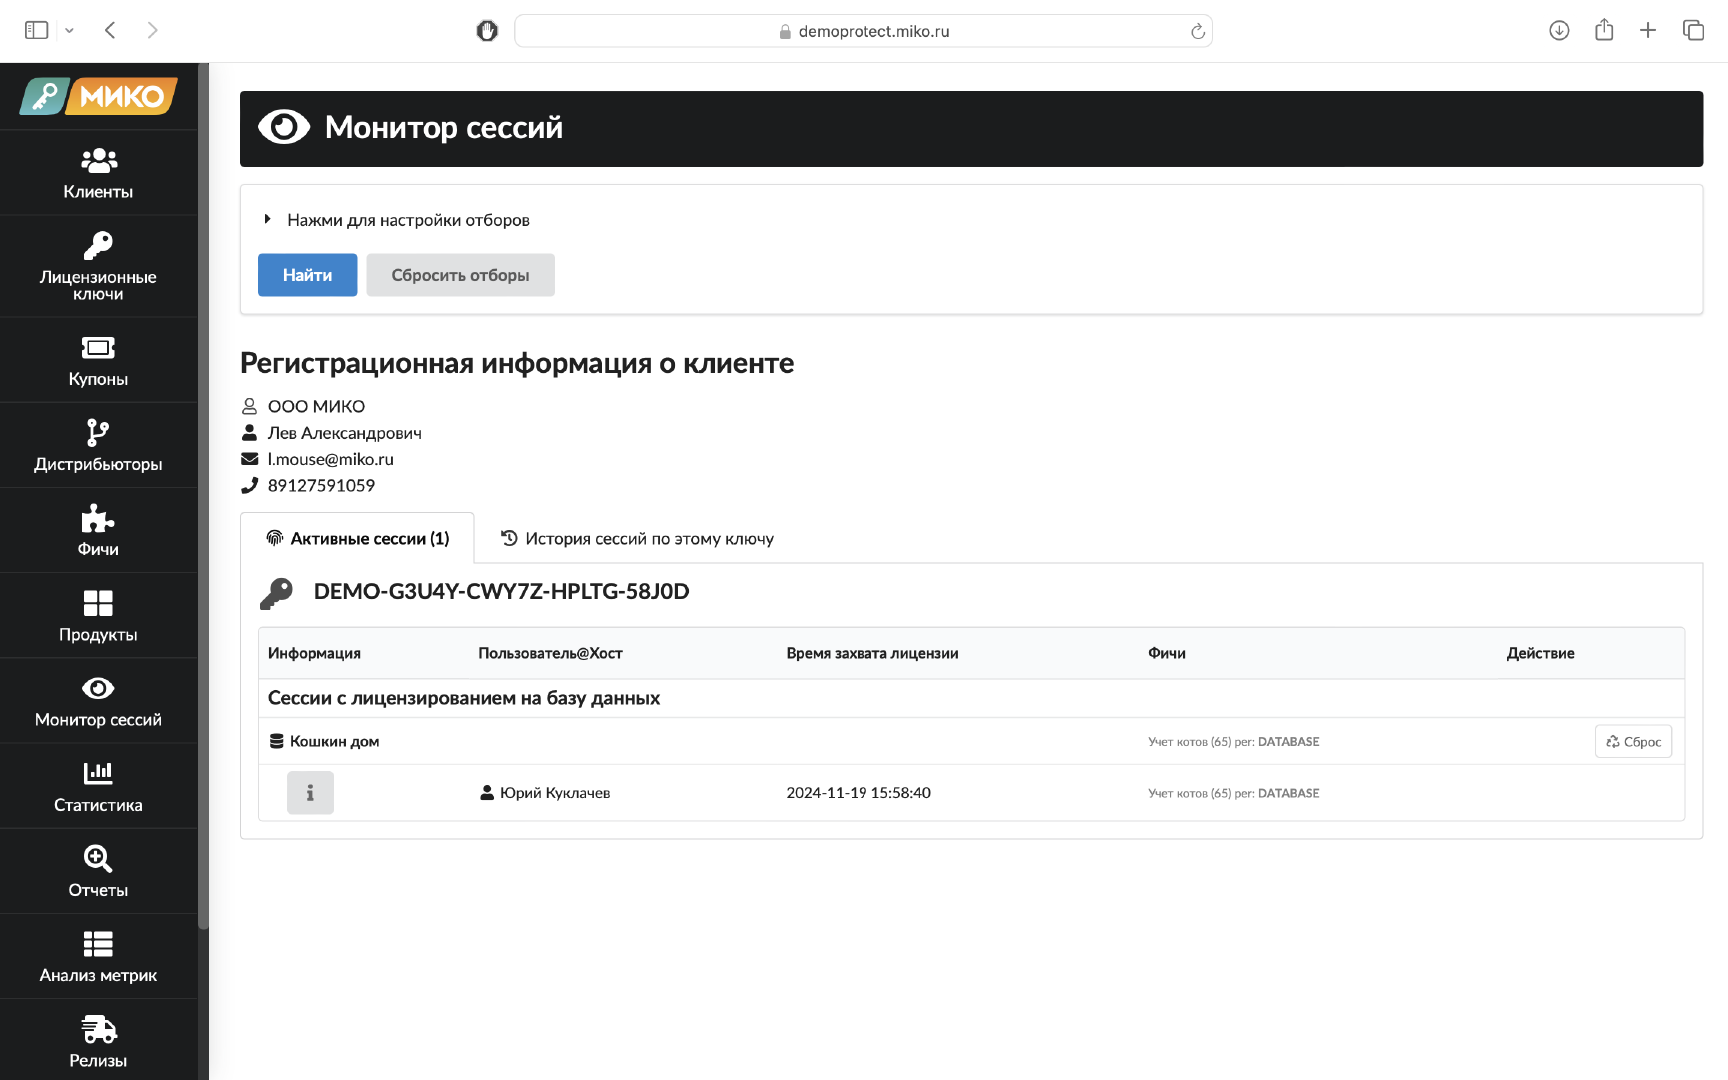 demoprotect.miko.ru
МИКО
Клиенты
Лицензионные
ключи
Купоны
Дистрибьюторы
Фичи
Продукты
Монитор сессий
Статистика
Отчеты
Анализ метрик
Релизы
Монитор сессий
Нажми для настройки отборов
Найти
Сбросить отборы
Регистрационная информация о клиенте
ООО МИКО
Лев Александрович
l.mouse@miko.ru
89127591059
Активные сессии (1)
История сессий по этому ключу
DEMO-G3U4Y-CWY7Z-HPLTG-58J0D
Информация Пользователь@Хост Время захвата лицензии Фичи Действие
Сессии с лицензированием на базу данных
Кошкин дом Учет котов (65) per: DATABASE Сброс
Юрий Куклачев 2024-11-19 15:58:40 Учет котов (65) per: DATABASE